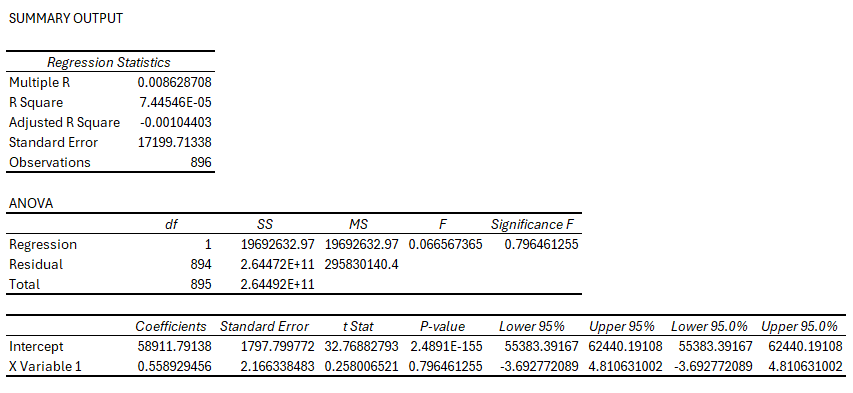 SUMMARY OUTPUT
Regression Statistics
Multiple R 0.008628708
R Square 7.44546E-05
Adjusted R Square -0.00104403
Standard Error 17199.71338
Observations 896
ANOVA
df SS MS F Significance F
Regression 1 19692632.97 19692632.97 0.066567365 0.796461255
Residual 894 2.64472E+11 295830140.4
Total 895 2.64492E+11
Coefficients Standard Error t Stat P-value Lower 95% Upper 95% Lower 95.0% Upper 95.0%
Intercept 58911.79138 1797.799772 32.76882793 2.4891E-155 55383.39167 62440.19108 55383.39167 62440.19108
X Variable 1 0.558929456 2.166338483 0.258006521 0.796461255 -3.692772089 4.810631002 -3.692772089 4.810631002